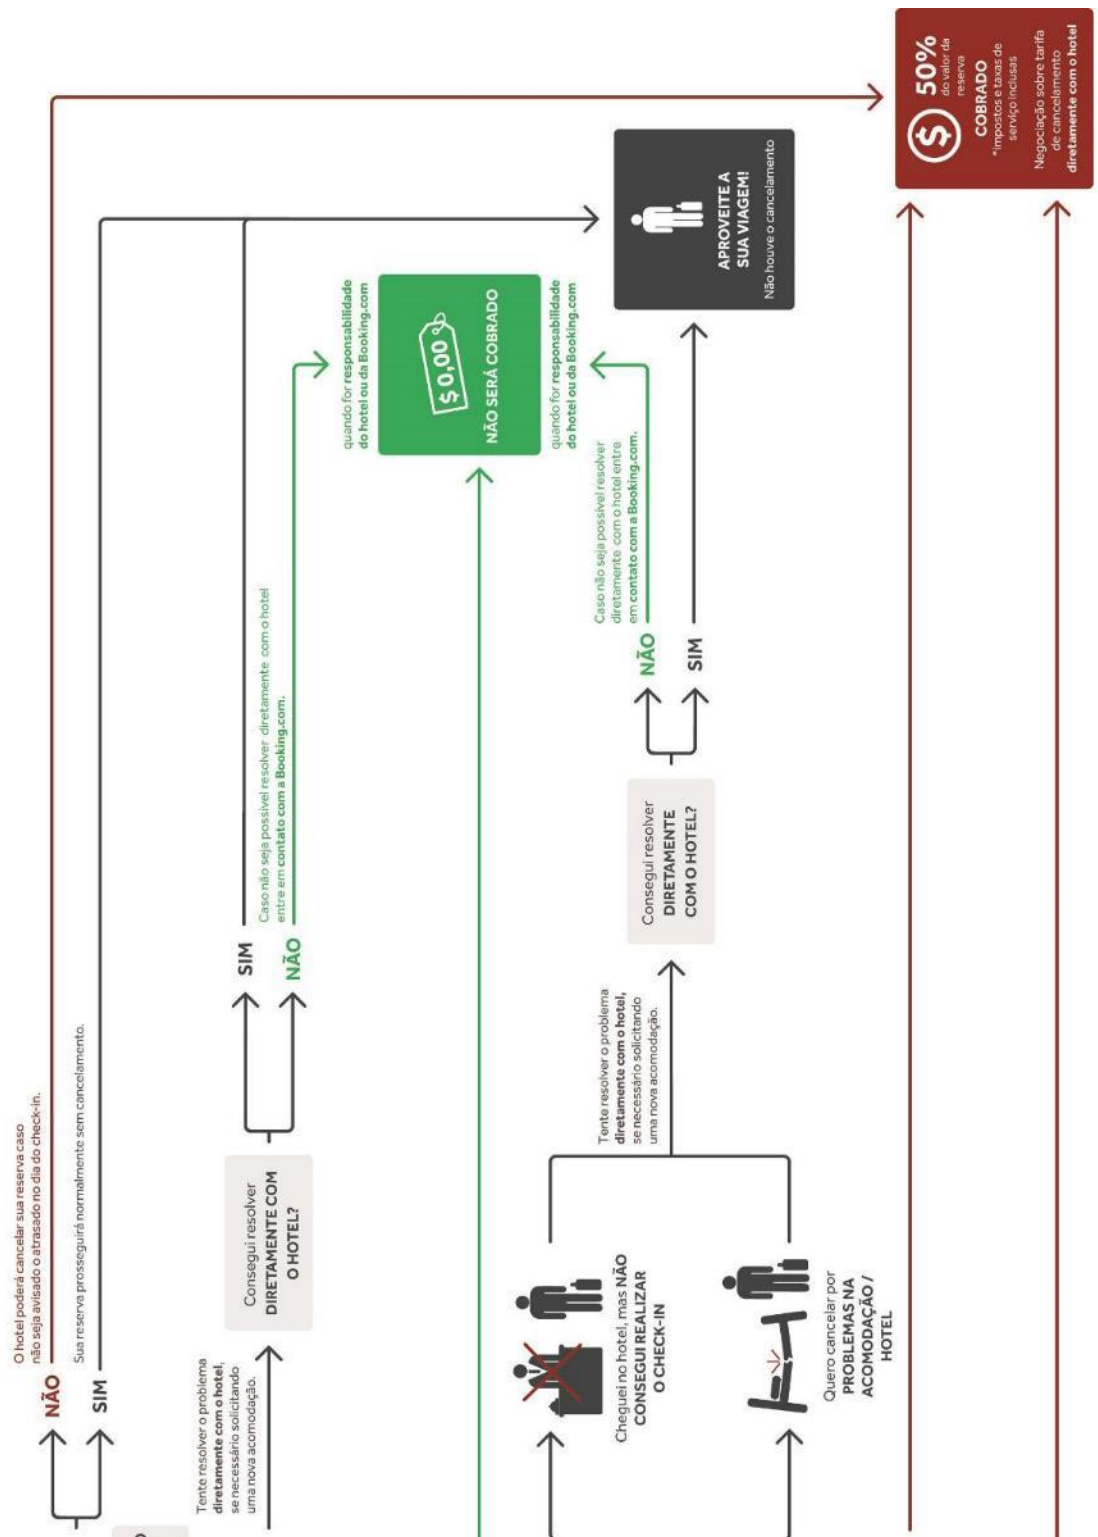 O hotel poderá cancelar sua reserva caso
não seja avisado o atrasado no dia do check-in.
NÃO
Sua reserva prosseguirá normalmente sem cancelamento.
SIM
Tente resolver o problema
diretamente com o hotel,
se necessário solicitando
uma nova acomodação.
Consegui resolver
DIRETAMENTE COM
O HOTEL?
SIM
NÃO
Caso não seja possível resolver diretamente com o hotel
entre em contato com a Booking.com.
quando for responsabilidade
do hotel ou da Booking.com
$ 0,00
NÃO SERÁ COBRADO
quando for responsabilidade
do hotel ou da Booking.com
Cheguei no hotel, mas NÃO
CONSEGUI REALIZAR
O CHECK-IN
Quero cancelar por
PROBLEMAS NA
ACOMODAÇÃO /
HOTEL
Tente resolver o problema
diretamente com o hotel,
se necessário solicitando
uma nova acomodação.
Consegui resolver
DIRETAMENTE
COM O HOTEL?
NÃO
SIM
Caso não seja possível resolver
diretamente com o hotel entre
em contato com a Booking.com.
APROVEITE A
SUA VIAGEM!
Não houve o cancelamento
$
50%
do valor da
reserva
COBRADO
*Impostos e taxas de
serviço inclusas
Negociação sobre tarifa
de cancelamento
diretamente com o hotel